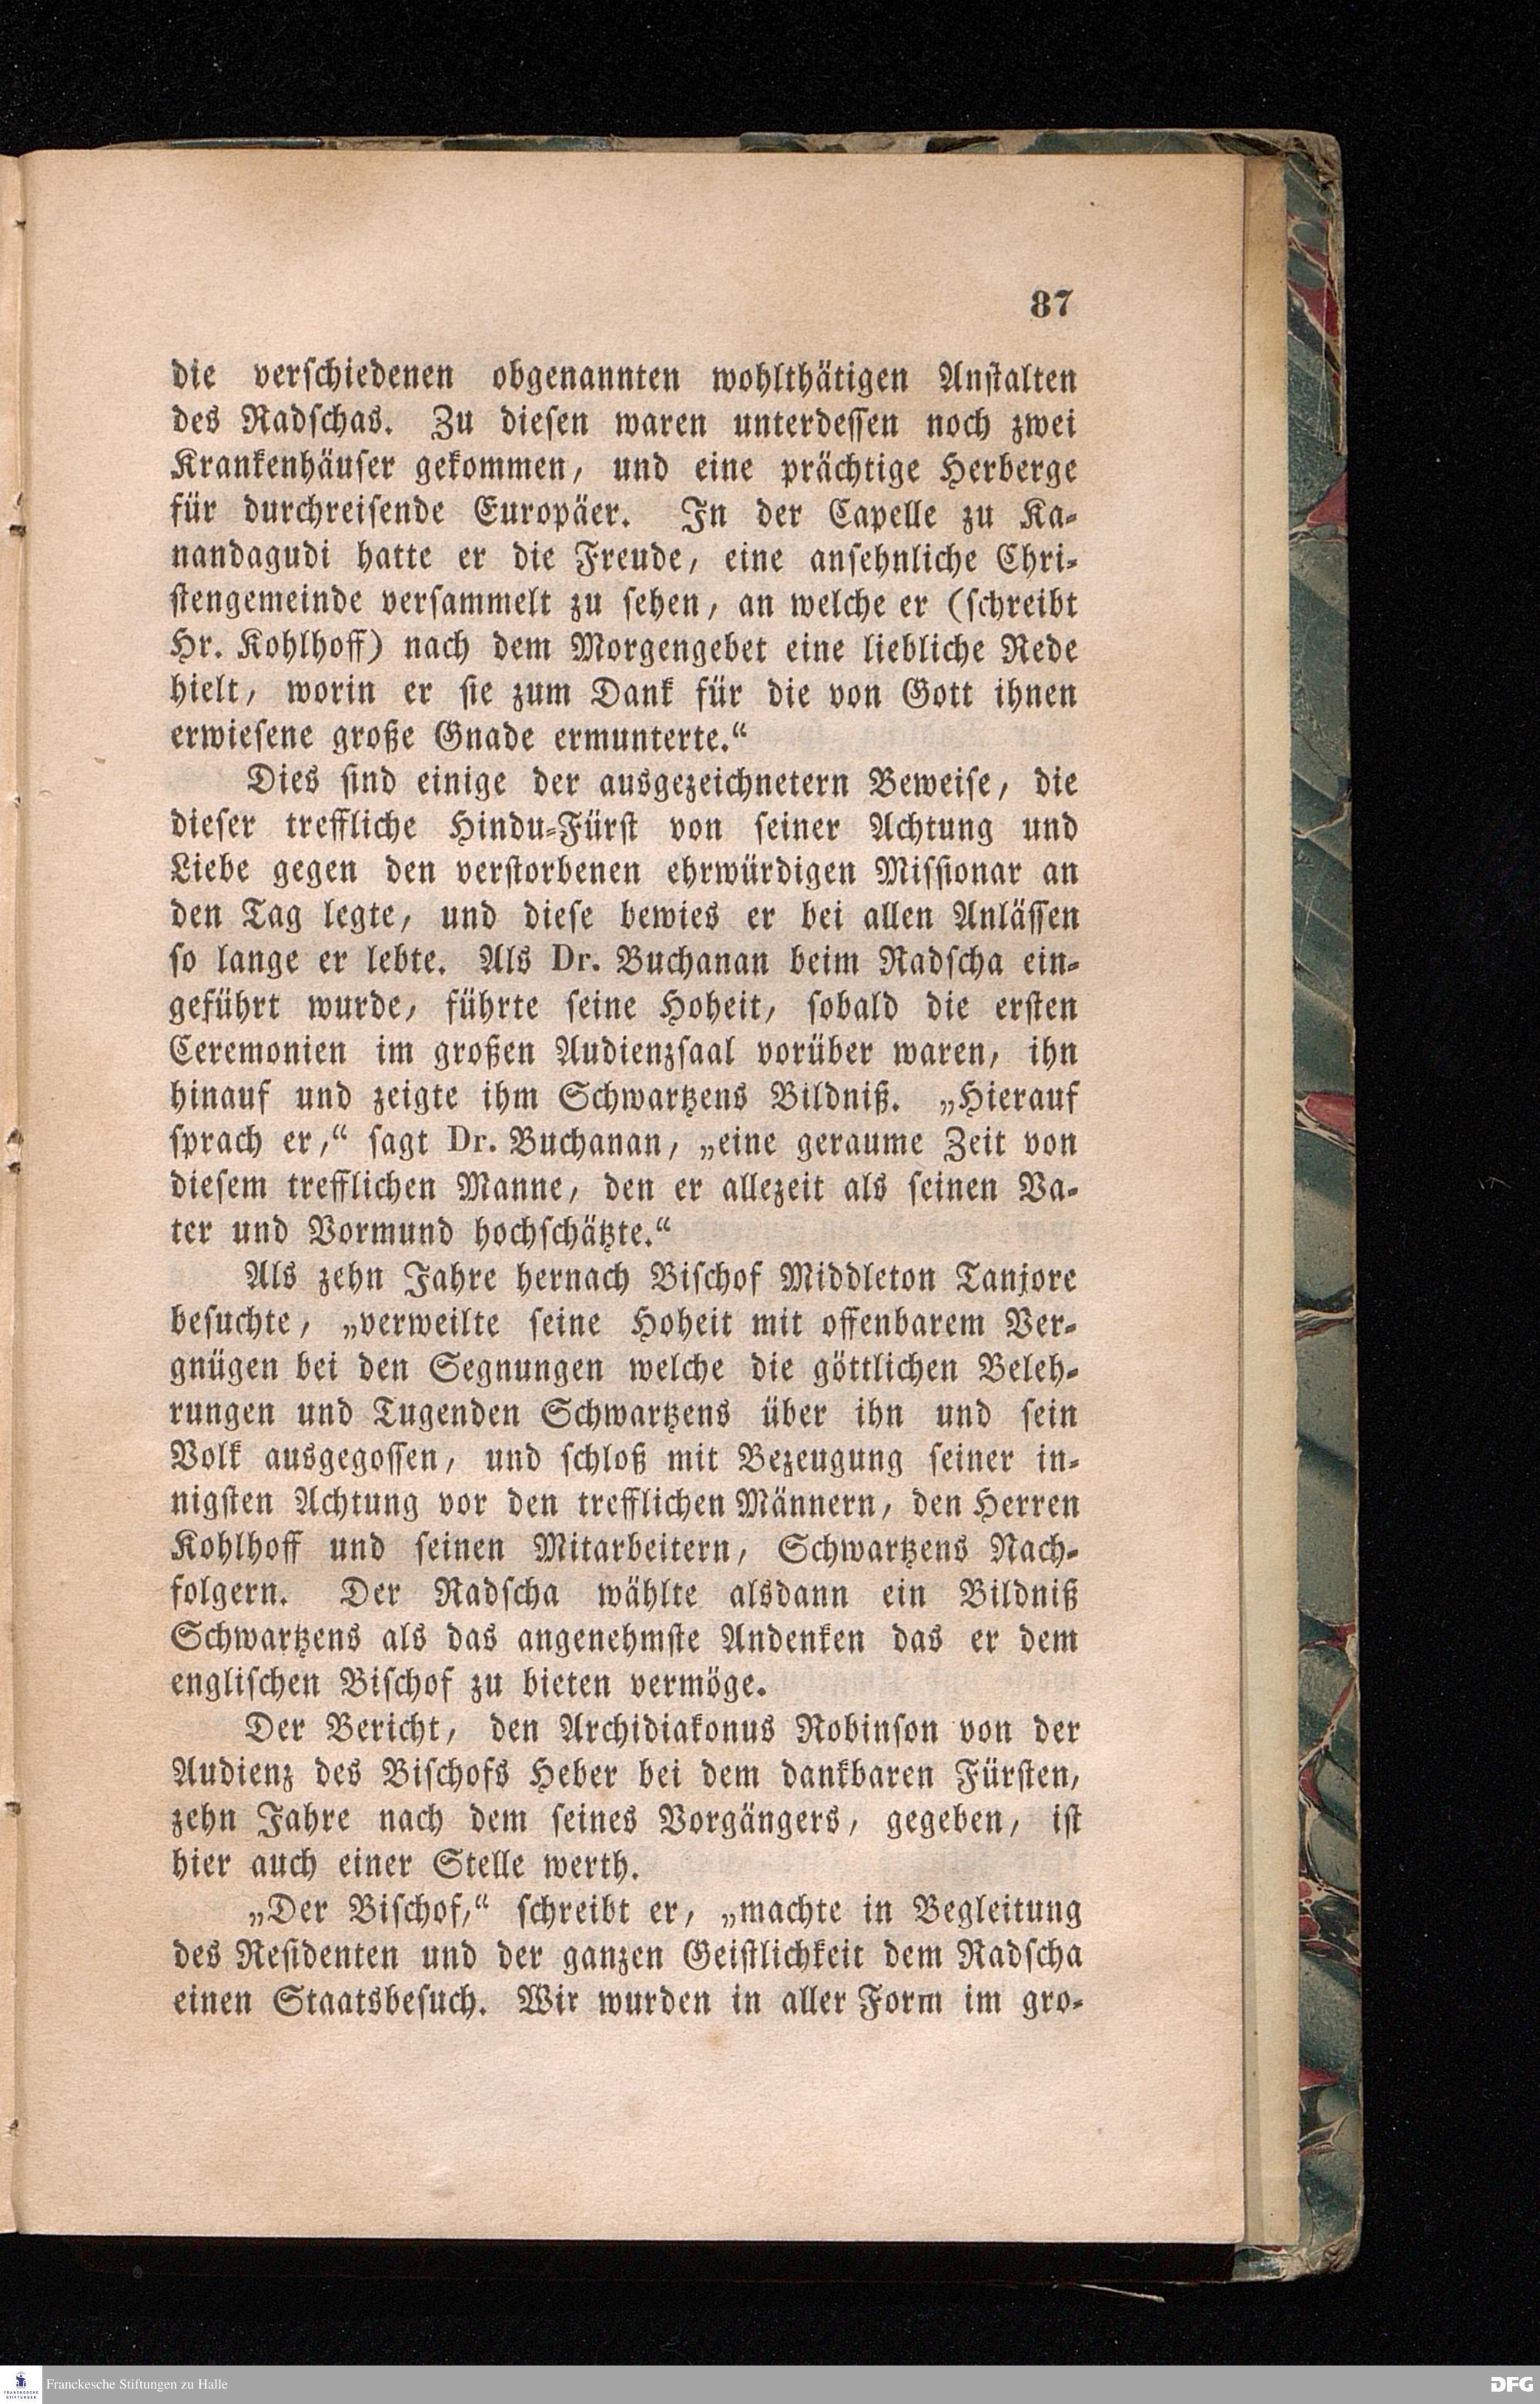 87
die verschiedenen obgenannten wohlthätigen Anstalten
des Radschas. Zu diesen waren unterdessen noch zwei
Krankenhäuser gekommen, und eine prächtige Herberge
für durchreisende Europäer. In der Capelle zu Ka-
nandagudi hatte er die Freude, eine ansehnliche Chri-
stengemeinde versammelt zu sehen, an welche er (schreibt
Hr. Kohlhoff) nach dem Morgengebet eine liebliche Rede
hielt, worin er sie zum Dank für die von Gott ihnen
erwiesene große Gnade ermunterte.“
Dies sind einige der ausgezeichnetern Beweise, die
dieser treffliche Hindu-Fürst von seiner Achtung und
Liebe gegen den verstorbenen ehrwürdigen Missionar an
den Tag legte, und diese bewies er bei allen Anlässen
so lange er lebte. Als Dr. Buchanan beim Radscha ein-
geführt wurde, führte seine Hoheit, sobald die ersten
Ceremonien im großen Audienzsaal vorüber waren, ihn
hinauf und zeigte ihm Schwartzens Bildniß. „Hierauf
sprach er,“ sagt Dr. Buchanan, „eine geraume Zeit von
diesem trefflichen Manne, den er allezeit als seinen Va-
ter und Vormund hochschätzte.“
Als zehn Jahre hernach Bischof Middleton Tanjore
besuchte, „verweilte seine Hoheit mit offenbarem Ver-
gnügen bei den Segnungen welche die göttlichen Beleh-
rungen und Tugenden Schwartzens über ihn und sein
Volk ausgegossen, und schloß mit Bezeugung seiner in-
nigsten Achtung vor den trefflichen Männern, den Herren
Kohlhoff und seinen Mitarbeitern, Schwartzens Nach-
folgern. Der Radscha wählte alsdann ein Bildniß
Schwartzens als das angenehmste Andenken das er dem
englischen Bischof zu bieten vermöge.
Der Bericht, den Archidiakonus Robinson von der
Audienz des Bischofs Heber bei dem dankbaren Fürsten,
zehn Jahre nach dem seines Vorgängers, gegeben, ist
hier auch einer Stelle werth.
„Der Bischof,“ schreibt er, „machte in Begleitung
des Residenten und der ganzen Geistlichkeit dem Radscha
einen Staatsbesuch. Wir wurden in aller Form im gro-
FRANCKESCHE
STIFTUNGEN
Franckesche Stiftungen zu Halle
DFG